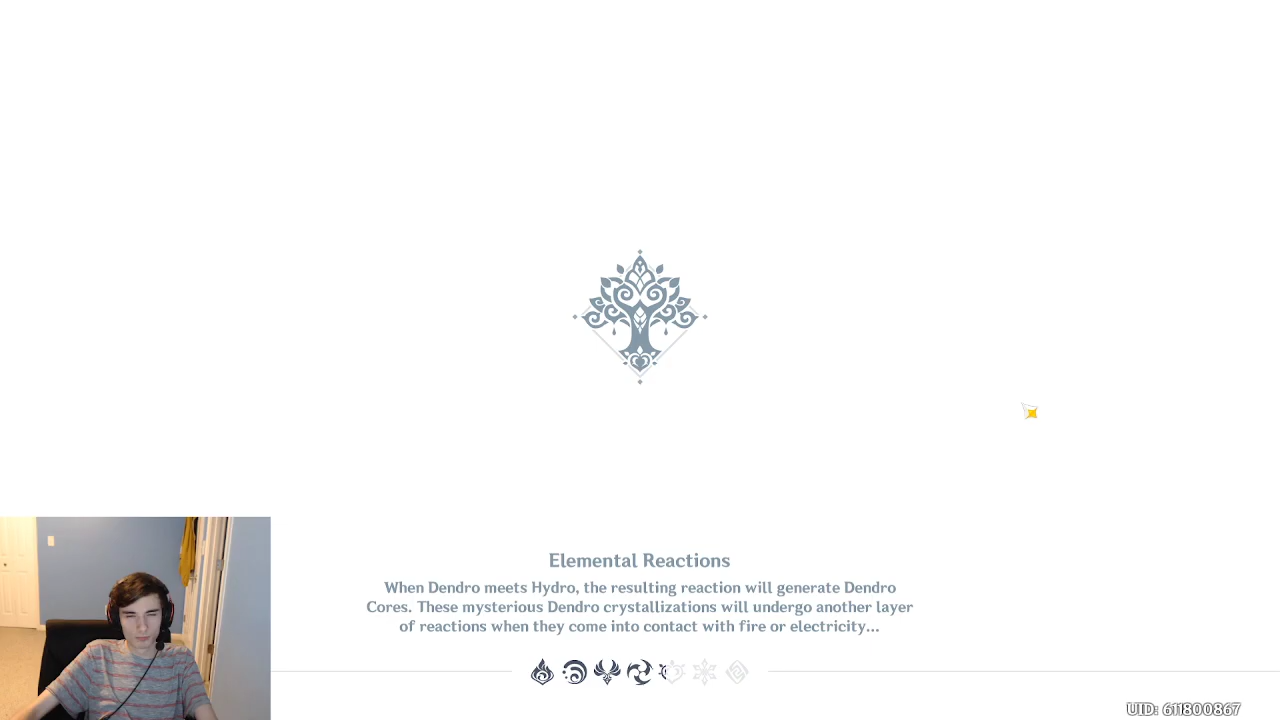 Elemental Reactions
When Dendro meets Hydro, the resulting reaction will generate Dendro
Cores. These mysterious Dendro crystallizations will undergo another layer
of reactions when they come into contact with fire or electricity...
UID: 611800867